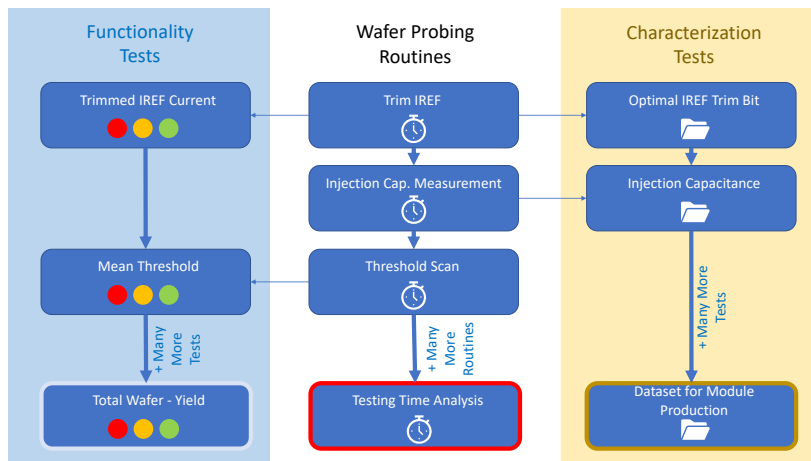 Functionality
Tests
Wafer Probing
Routines
Characterization
Tests
Trimmed IREF Current
Trim IREF
Optimal IREF Trim Bit
Injection Cap. Measurement
Injection Capacitance
Mean Threshold
Threshold Scan
+ Many
More
Tests
+ Many
More
Routines
+ Many More
Tests
Total Wafer - Yield
Testing Time Analysis
Dataset for Module
Production